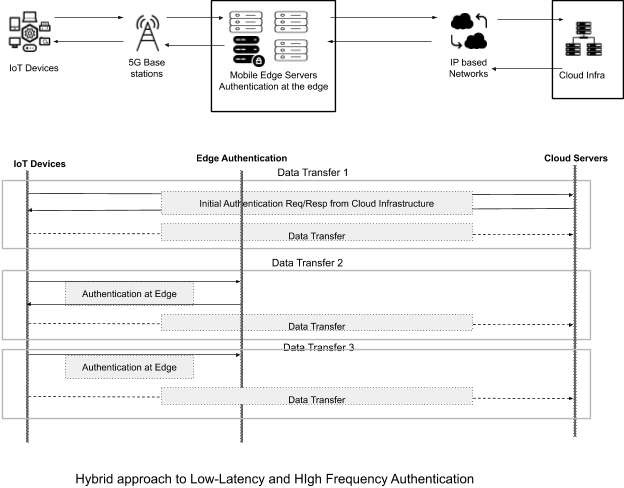 IoT Devices
5G Base
stations
Mobile Edge Servers
Authentication at the edge
IP based
Networks
Cloud Infra
IoT Devices
Edge Authentication
Cloud Servers
Data Transfer 1
Initial Authentication Req/Resp from Cloud Infrastructure
Data Transfer
Data Transfer 2
Authentication at Edge
Data Transfer
Data Transfer 3
Authentication at Edge
Data Transfer
Hybrid approach to Low-Latency and HIgh Frequency Authentication